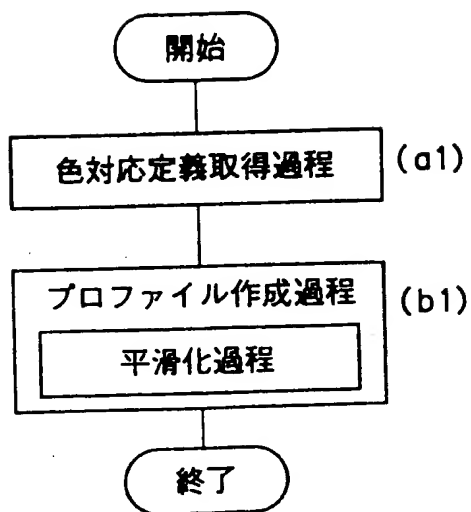 開始
色対応定義取得過程 (a1)
プロファイル作成過程 (b1)
平滑化過程
終了